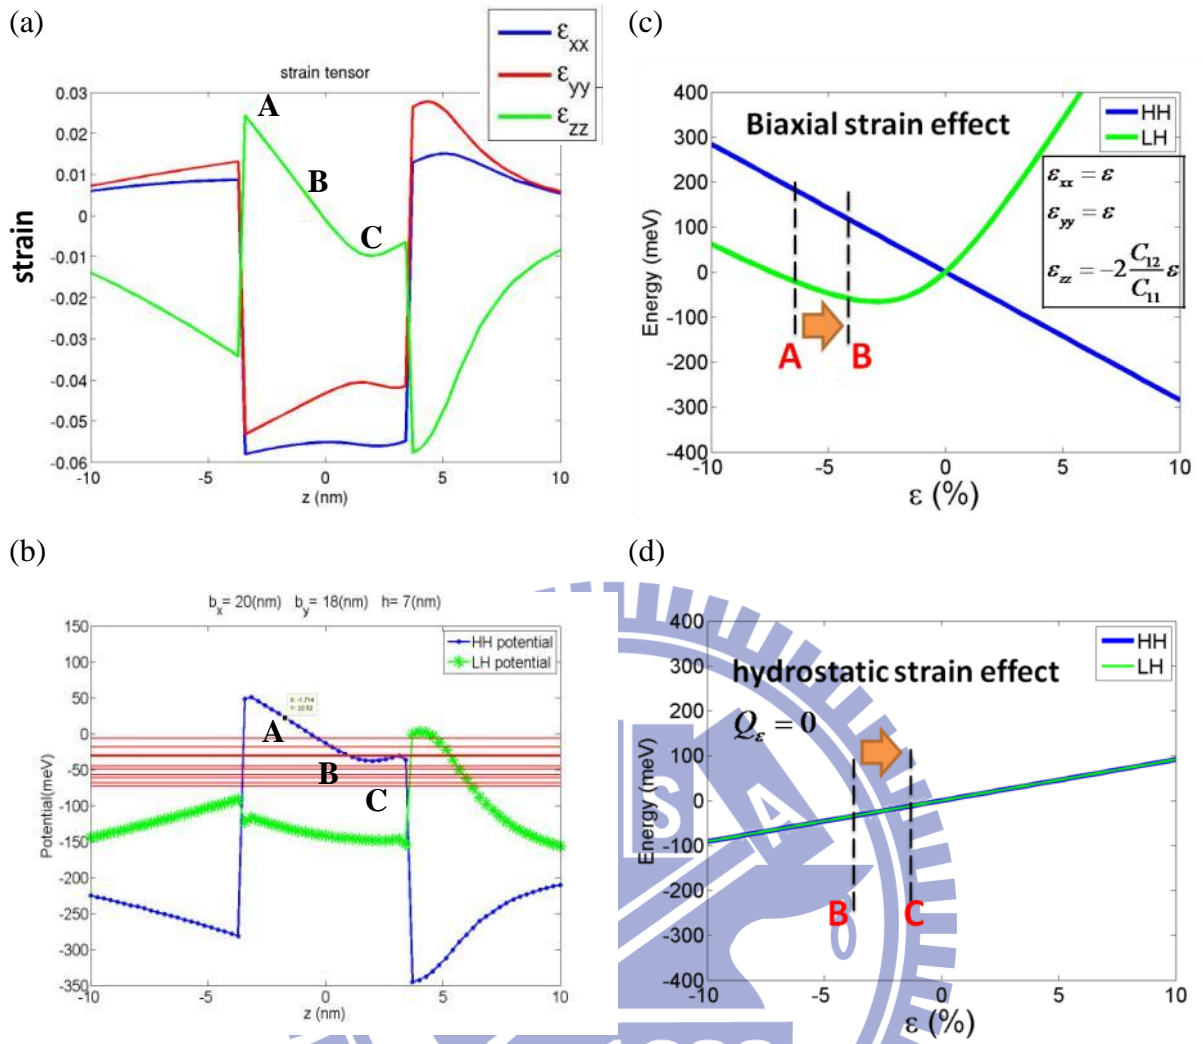 (a)
ε_xx
ε_yy
ε_zz
strain tensor
0.03
0.02
0.01
0
-0.01
-0.02
-0.03
-0.04
-0.05
-0.06
strain
A
B
C
-10
-5
0
5
10
z (nm)
(c)
400
300
200
100
0
-100
-200
-300
-400
Energy (meV)
Biaxial strain effect
HH
LH
ε_xx = ε
ε_yy = ε
ε_zz = -2 C_12/C_11 ε
A
B
-10
-5
0
5
10
ε (%)
(b)
b_x= 20(nm) b_y= 18(nm) h= 7(nm)
150
100
50
0
-50
-100
-150
-200
-250
-300
-350
Potential(meV)
HH potential
LH potential
X: -1.714
A
B
C
-10
-5
0
5
10
z (nm)
(d)
400
300
200
100
0
-100
-200
-300
-400
Energy (meV)
HH
LH
hydrostatic strain effect
Q_ε = 0
B
C
-10
-5
0
5
10
ε (%)
S
A